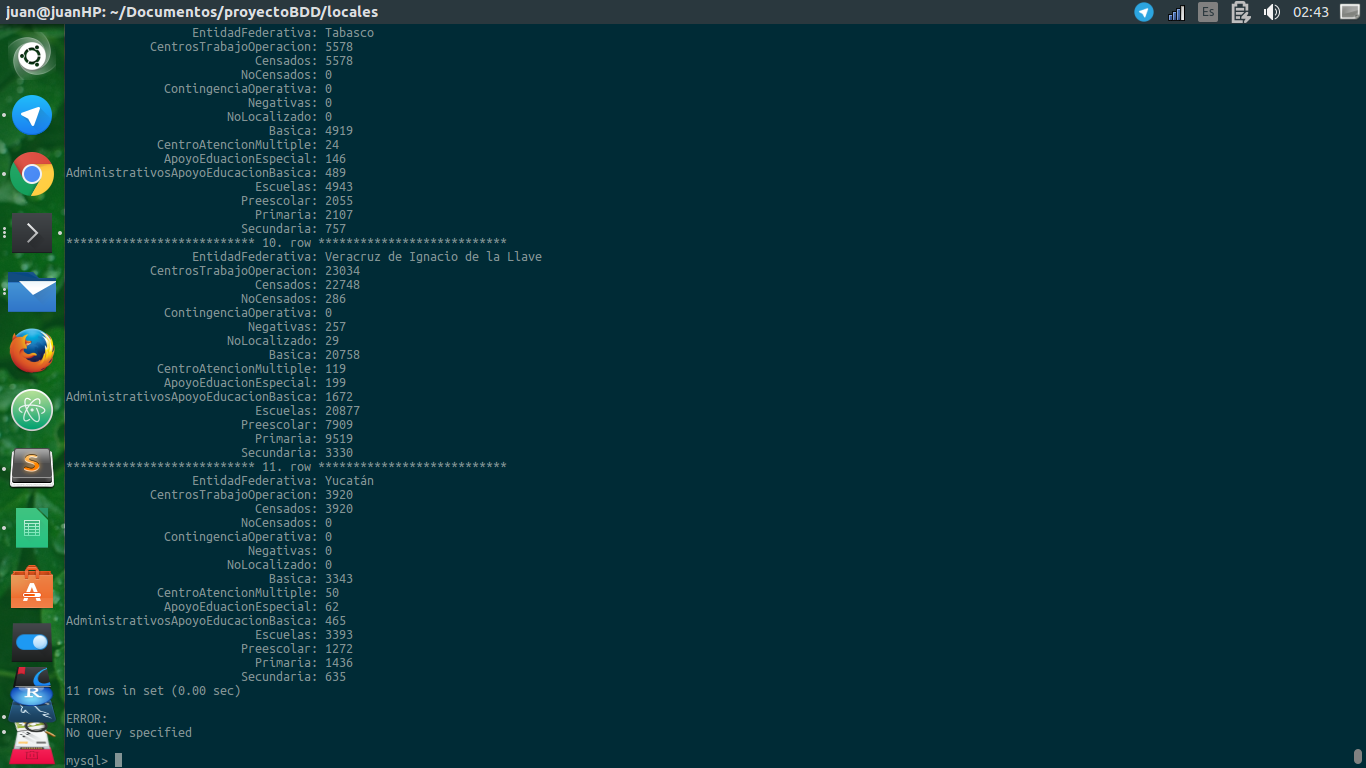 juan@juanHP: ~/Documentos/proyectoBDD/locales
Es
02:43
EntidadFederativa: Tabasco
CentrosTrabajoOperacion: 5578
Censados: 5578
NoCensados: 0
ContingenciaOperativa: 0
Negativas: 0
NoLocalizado: 0
Basica: 4919
CentroAtencionMultiple: 24
ApoyoEduacionEspecial: 146
AdministrativosApoyoEducacionBasica: 489
Escuelas: 4943
Preescolar: 2055
Primaria: 2107
Secundaria: 757
*************************** 10. row ***************************
EntidadFederativa: Veracruz de Ignacio de la Llave
CentrosTrabajoOperacion: 23034
Censados: 22748
NoCensados: 286
ContingenciaOperativa: 0
Negativas: 257
NoLocalizado: 29
Basica: 20758
CentroAtencionMultiple: 119
ApoyoEduacionEspecial: 199
AdministrativosApoyoEducacionBasica: 1672
Escuelas: 20877
Preescolar: 7909
Primaria: 9519
Secundaria: 3330
*************************** 11. row ***************************
EntidadFederativa: Yucatán
CentrosTrabajoOperacion: 3920
Censados: 3920
NoCensados: 0
ContingenciaOperativa: 0
Negativas: 0
NoLocalizado: 0
Basica: 3343
CentroAtencionMultiple: 50
ApoyoEduacionEspecial: 62
AdministrativosApoyoEducacionBasica: 465
Escuelas: 3393
Preescolar: 1272
Primaria: 1436
Secundaria: 635
11 rows in set (0.00 sec)
ERROR:
No query specified
mysql>